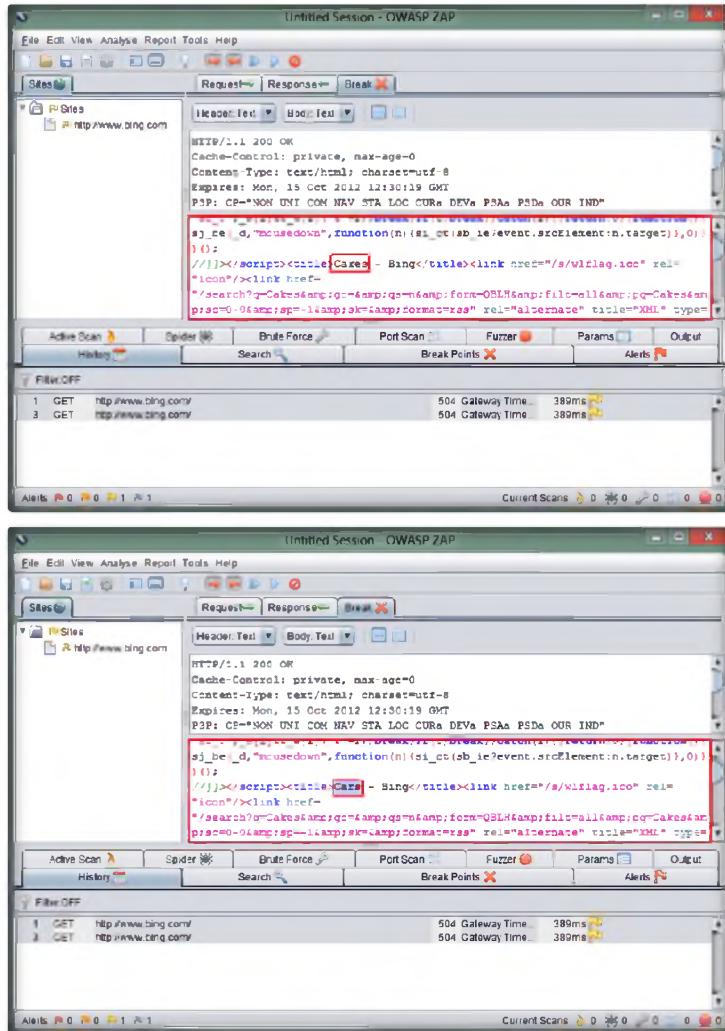 Untitled Session - OWASP ZAP
File Edit View Analyse Report Tools Help
Sites
Request
Response
Break
Sites
http://www.bing.com
Header: Text
Body: Text
HTTP/1.1 200 OK
Cache-Control: private, max-age=0
Content-Type: text/html; charset=utf-8
Expires: Mon, 15 Oct 2012 12:30:19 GMT
P3P: CP="NON UNI COM NAV STA LOC CURa DEVa PSAa PSDa OUR IND"
sj_be(_d,"mousedown",function(n){si_ct(sb_ie?event.srcElement:n.target)},0)}
)();
//]]></script><title>Cares - Bing</title><link href="/s/wlflag.ico" rel=
"icon"/><link href=
"/search?q=Cakes&amp;go=&amp;qs=n&amp;form=QBLH&amp;filt=all&amp;pq=Cakes&am
p;sc=0-0&amp;sp=-1&amp;sk=&amp;format=rss" rel="alternate" title="XML" type=
Active Scan
Spider
Brute Force
Port Scan
Fuzzer
Params
Output
History
Search
Break Points
Alerts
Filter:OFF
1 GET http://www.bing.com/ 504 Gateway Time... 389ms
3 GET http://www.bing.com/ 504 Gateway Time... 389ms
Alerts 0 0 1 1
Current Scans 0 0 0 0 0
Untitled Session - OWASP ZAP
File Edit View Analyse Report Tools Help
Sites
Request
Response
Break
Sites
http://www.bing.com
Header: Text
Body: Text
HTTP/1.1 200 OK
Cache-Control: private, max-age=0
Content-Type: text/html; charset=utf-8
Expires: Mon, 15 Oct 2012 12:30:19 GMT
P3P: CP="NON UNI COM NAV STA LOC CURa DEVa PSAa PSDa OUR IND"
sj_be(_d,"mousedown",function(n){si_ct(sb_ie?event.srcElement:n.target)},0)}
)();
//]]></script><title>Cars - Bing</title><link href="/s/wlflag.ico" rel=
"icon"/><link href=
"/search?q=Cakes&amp;go=&amp;qs=n&amp;form=QBLH&amp;filt=all&amp;pq=Cakes&am
p;sc=0-0&amp;sp=-1&amp;sk=&amp;format=rss" rel="alternate" title="XML" type=
Active Scan
Spider
Brute Force
Port Scan
Fuzzer
Params
Output
History
Search
Break Points
Alerts
Filter:OFF
1 GET http://www.bing.com/ 504 Gateway Time... 389ms
3 GET http://www.bing.com/ 504 Gateway Time... 389ms
Alerts 0 0 1 1
Current Scans 0 0 0 0 0